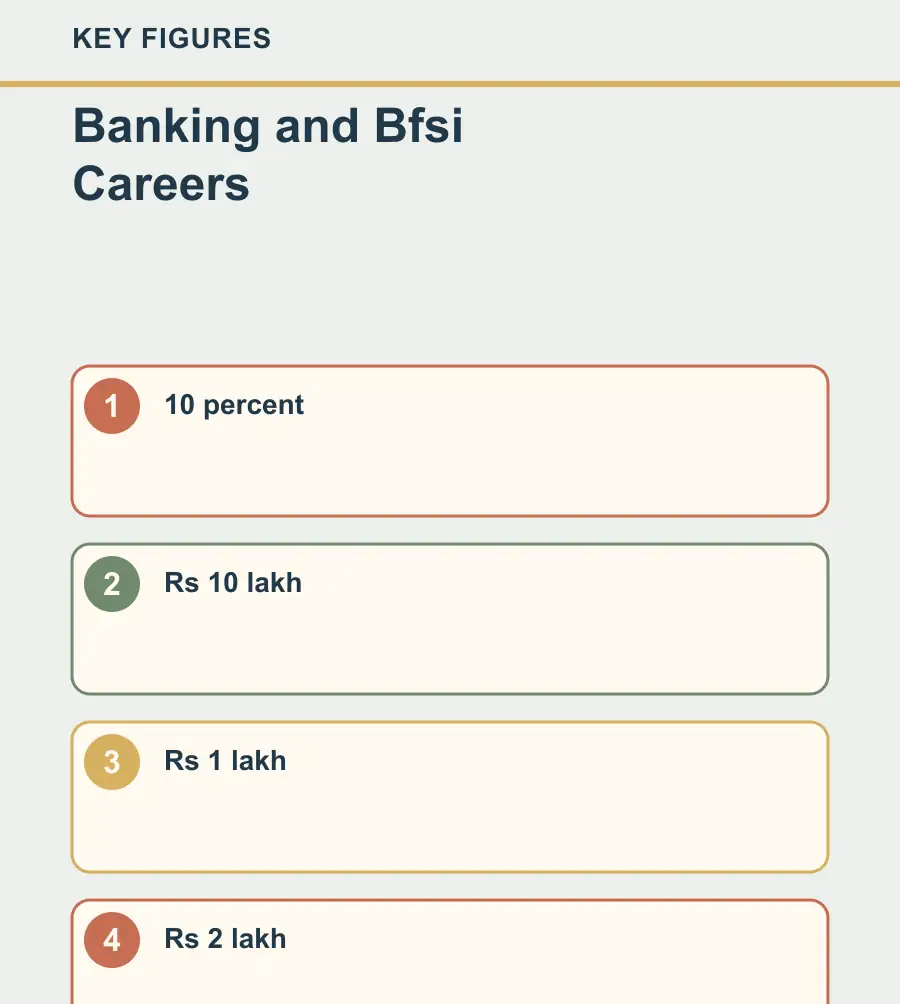 KEY FIGURES
Banking and Bfsi
Careers
1 10 percent
2 Rs 10 lakh
3 Rs 1 lakh
4 Rs 2 lakh